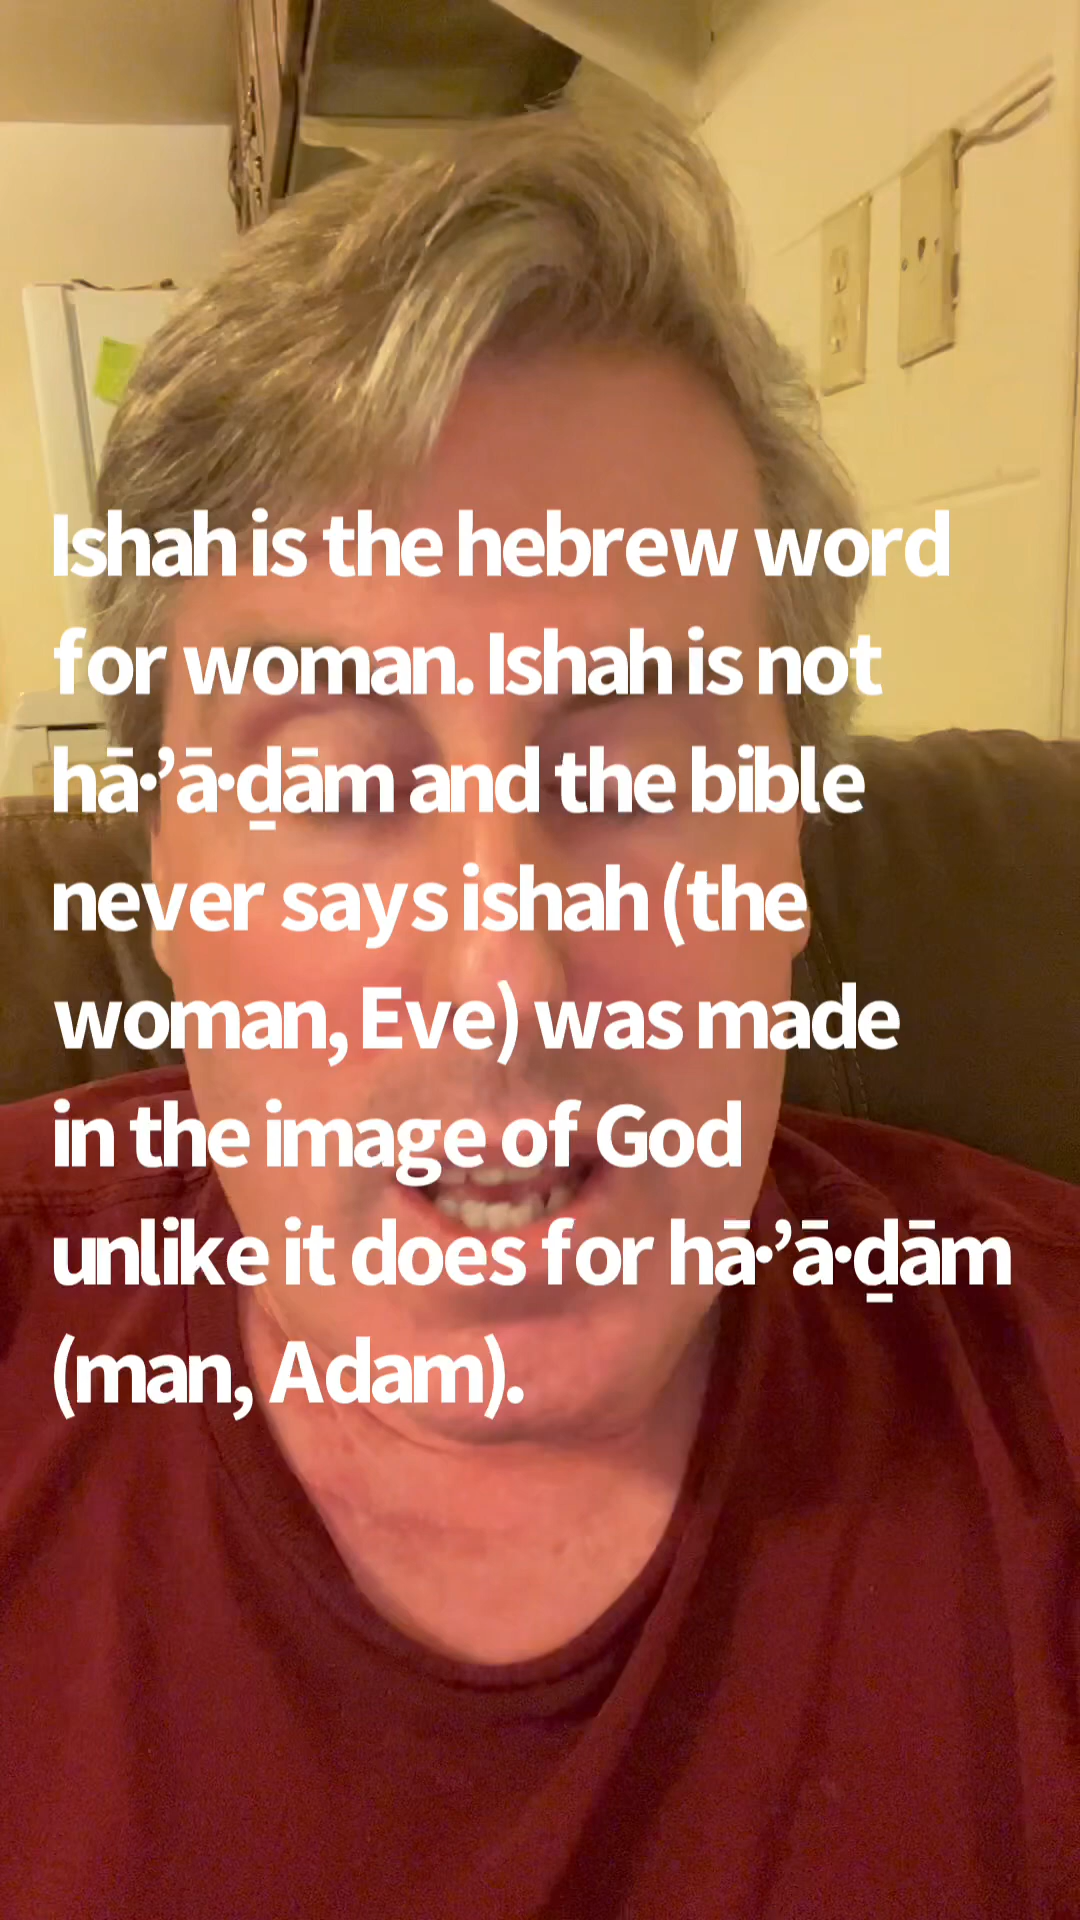 Ishah is the hebrew word
for woman. Ishah is not
hā·’ā·ḏām and the bible
never says ishah (the
woman, Eve) was made
in the image of God
unlike it does for hā·’ā·ḏām
(man, Adam).